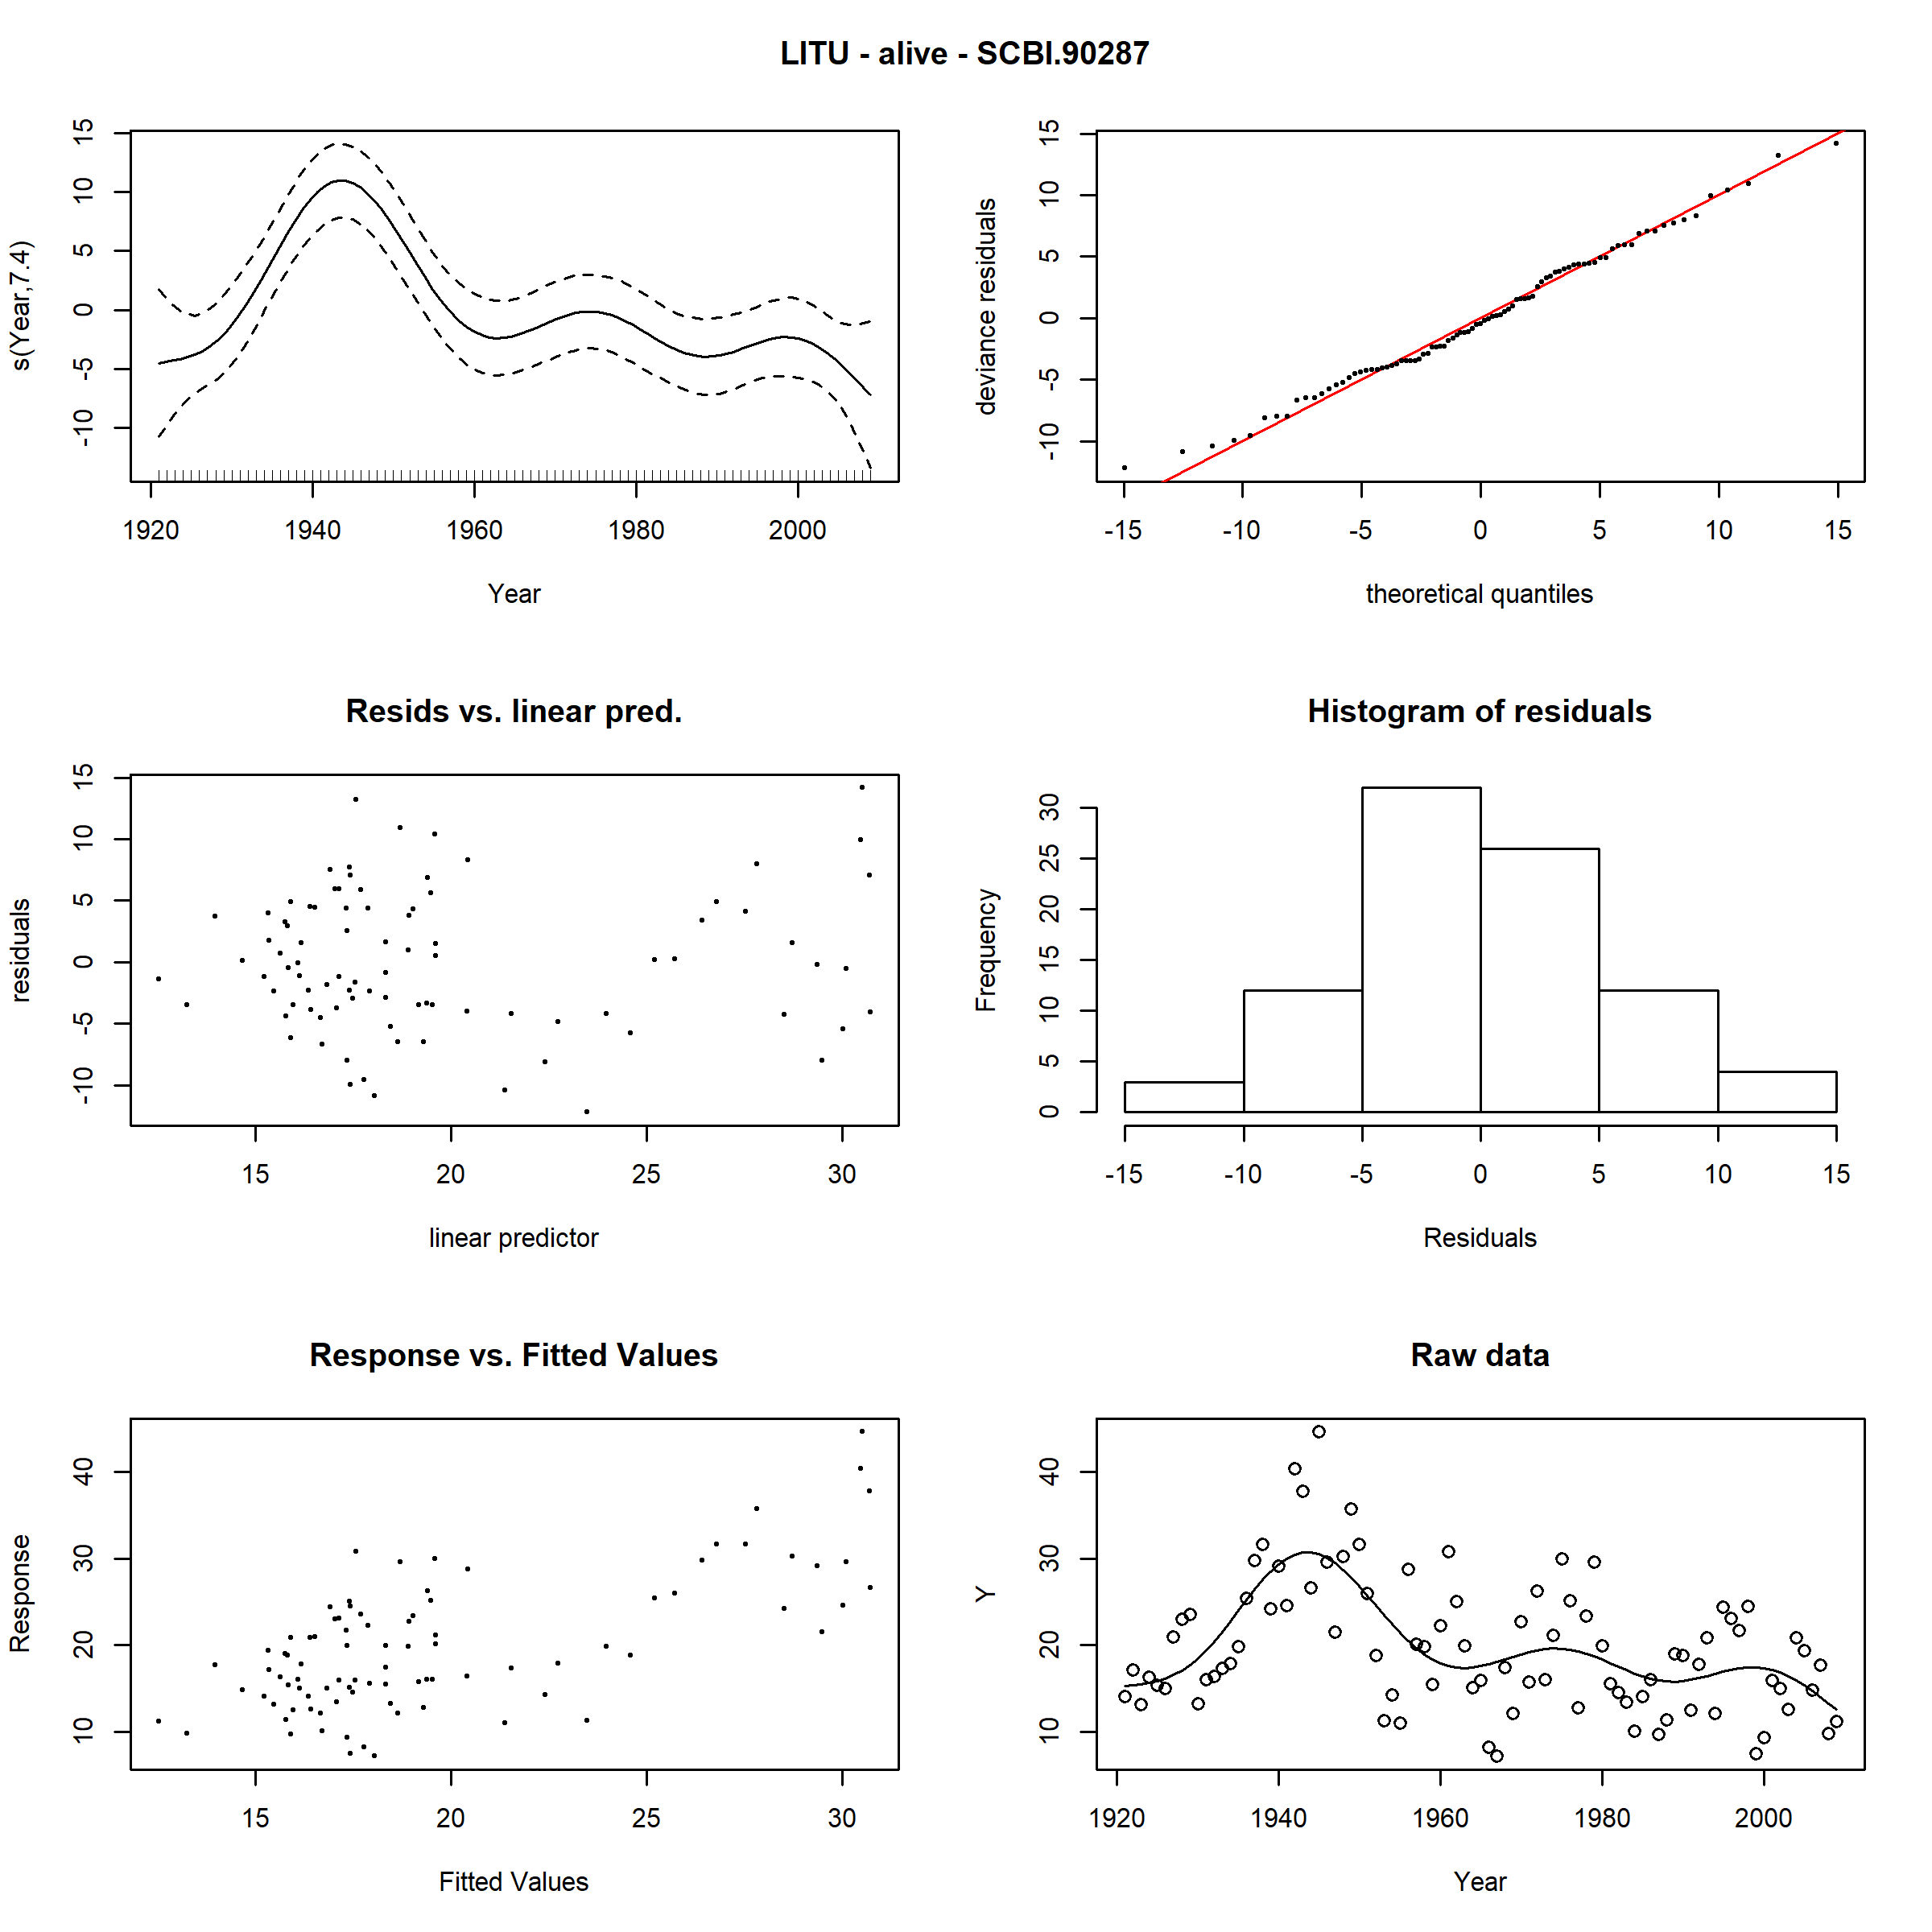 LITU - alive - SCBI.90287
s(Year,7.4)
-10 -5 0 5 10 15
1920 1940 1960 1980 2000
Year
deviance residuals
-10 -5 0 5 10 15
-15 -10 -5 0 5 10 15
theoretical quantiles
Resids vs. linear pred.
residuals
-10 -5 0 5 10 15
15 20 25 30
linear predictor
Histogram of residuals
Frequency
0 5 10 15 20 25 30
-15 -10 -5 0 5 10 15
Residuals
Response vs. Fitted Values
Response
10 20 30 40
15 20 25 30
Fitted Values
Raw data
Y
10 20 30 40
1920 1940 1960 1980 2000
Year